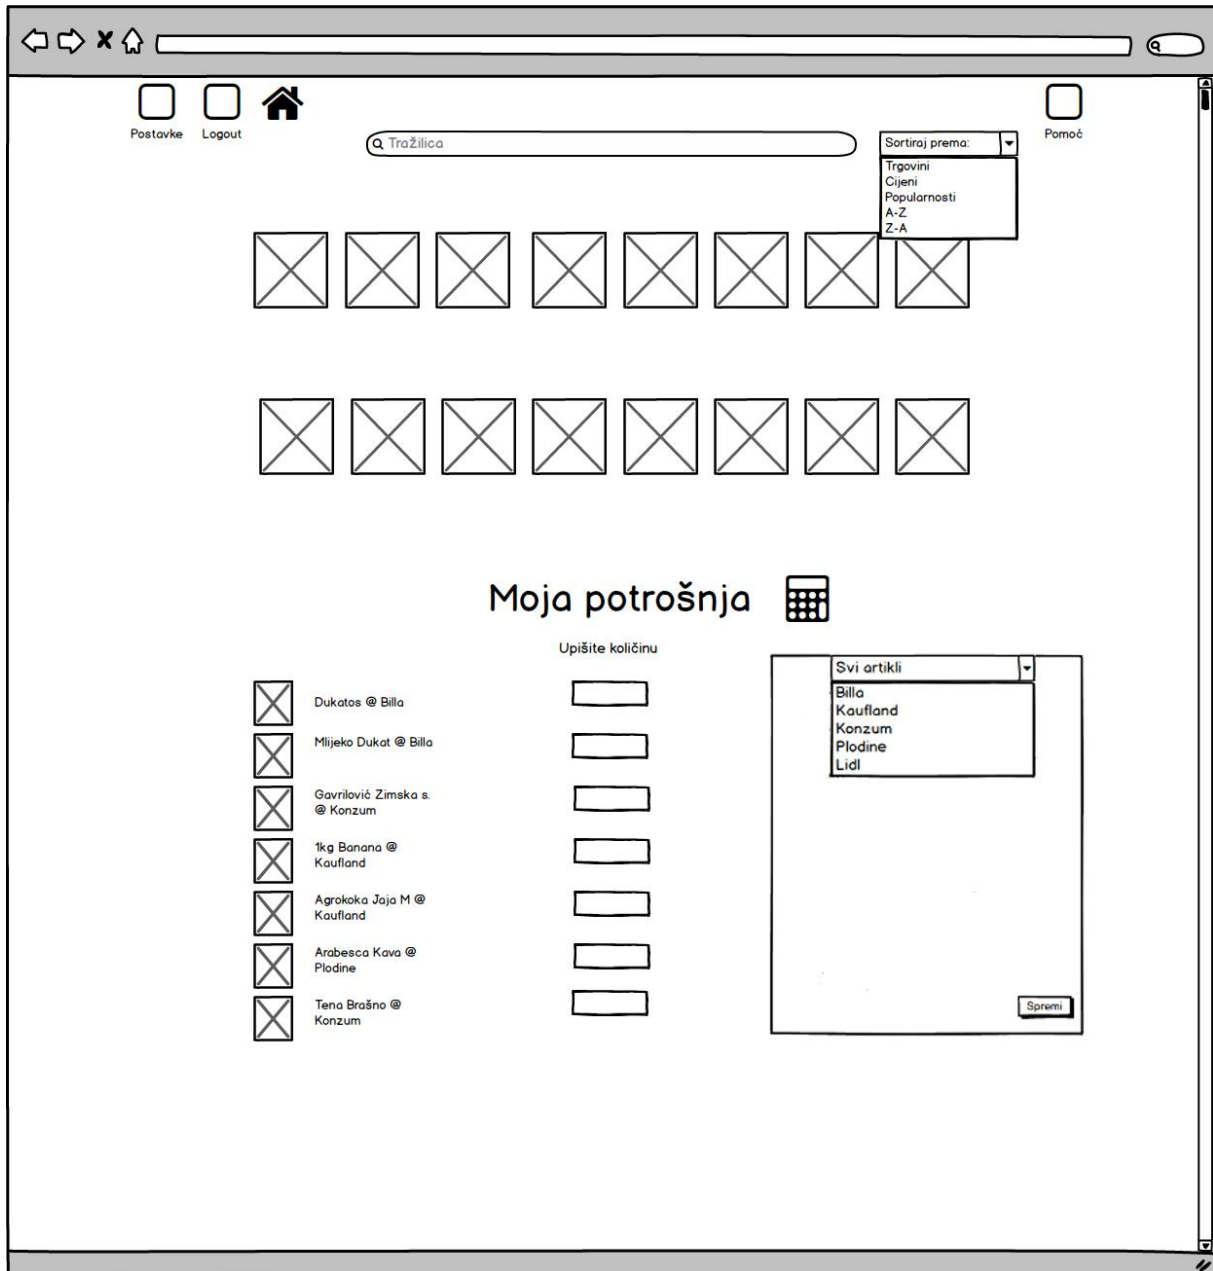 Postavke
Logout
Pomoć
Tražilica
Sortiraj prema:
Trgovini
Cijeni
Popularnosti
A-Z
Z-A
Moja potrošnja
Upišite količinu
Dukatos @ Billa
Mlijeko Dukat @ Billa
Gavrilović Zimska s.
@ Konzum
1kg Banana @
Kaufland
Agrokoka Jaja M @
Kaufland
Arabesca Kava @
Plodine
Tena Brašno @
Konzum
Svi artikli
Billa
Kaufland
Konzum
Plodine
Lidl
Spremi